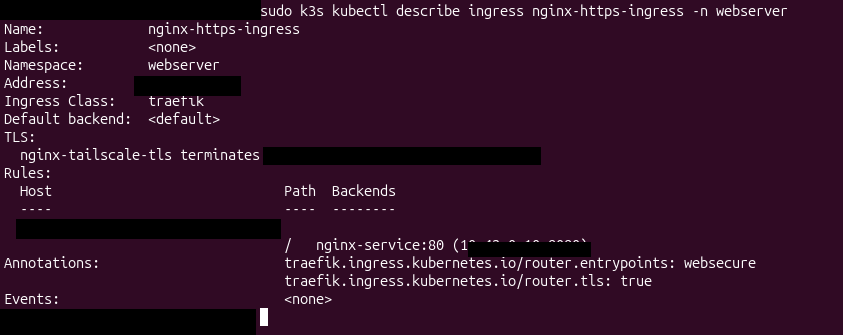 sudo k3s kubectl describe ingress nginx-https-ingress -n webserver
Name: nginx-https-ingress
Labels: <none>
Namespace: webserver
Address:
Ingress Class: traefik
Default backend: <default>
TLS:
nginx-tailscale-tls terminates
Rules:
Host Path Backends
---- ---- --------
/ nginx-service:80
Annotations: traefik.ingress.kubernetes.io/router.entrypoints: websecure
traefik.ingress.kubernetes.io/router.tls: true
Events: <none>